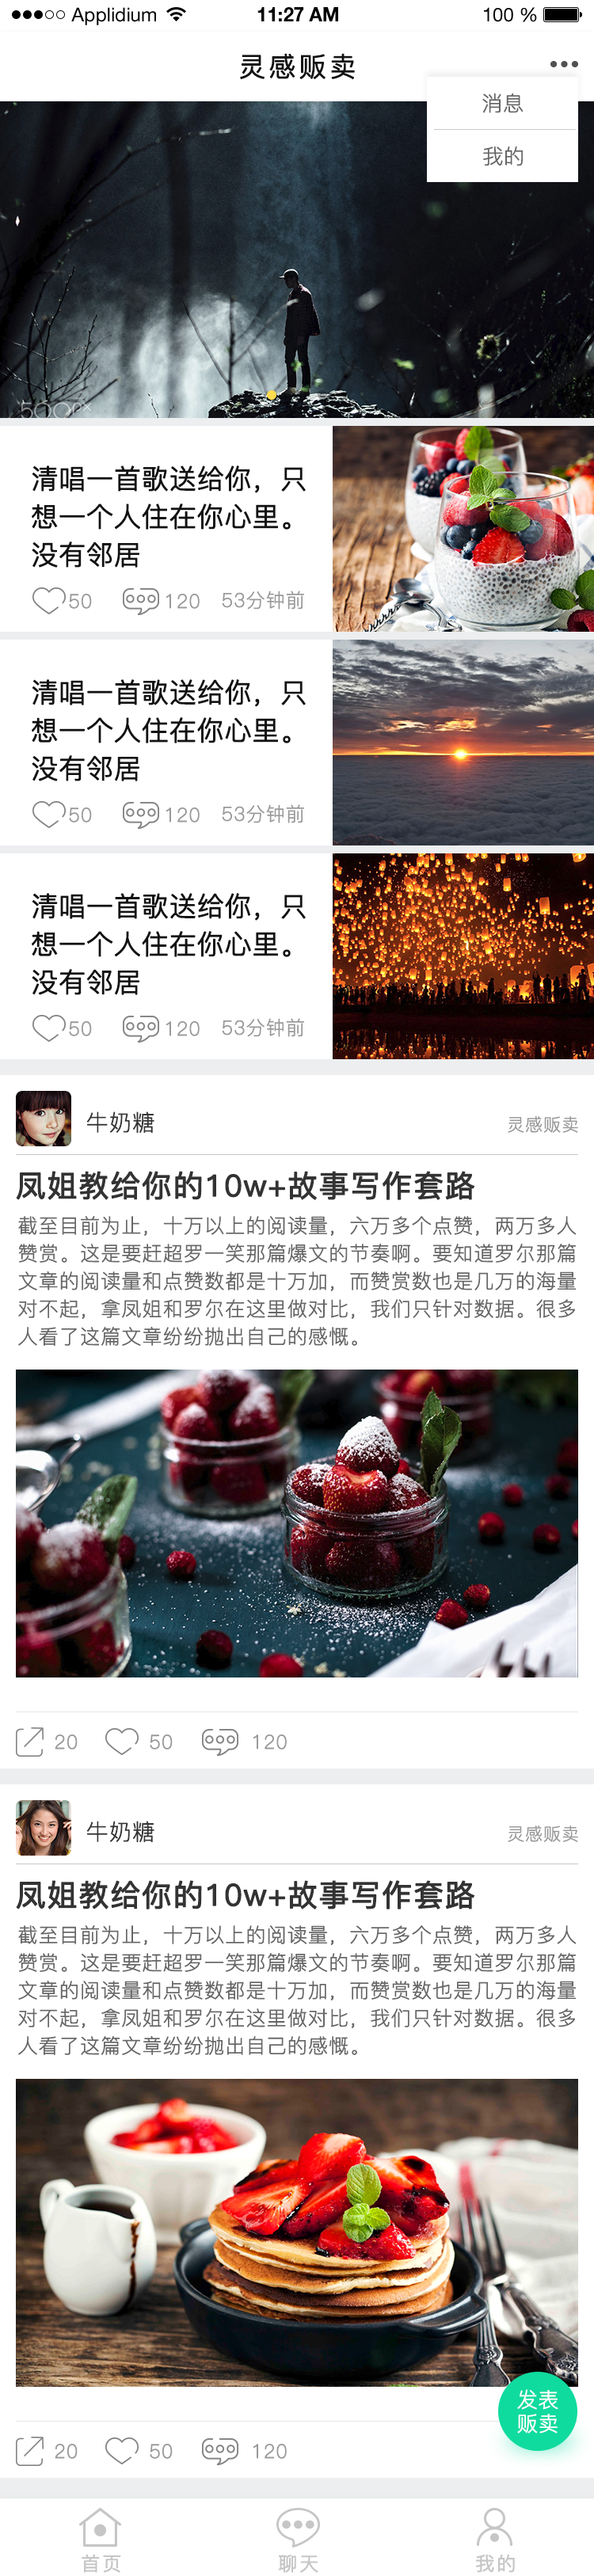 Applidium 11:27 AM 100 %
灵感贩卖
消息
我的
500px
清唱一首歌送给你，只
想一个人住在你心里。
没有邻居
50 120 53分钟前
清唱一首歌送给你，只
想一个人住在你心里。
没有邻居
50 120 53分钟前
清唱一首歌送给你，只
想一个人住在你心里。
没有邻居
50 120 53分钟前
牛奶糖 灵感贩卖
凤姐教给你的10w+故事写作套路
截至目前为止，十万以上的阅读量，六万多个点赞，两万多人
赞赏。这是要赶超罗一笑那篇爆文的节奏啊。要知道罗尔那篇
文章的阅读量和点赞数都是十万加，而赞赏数也是几万的海量
对不起，拿凤姐和罗尔在这里做对比，我们只针对数据。很多
人看了这篇文章纷纷抛出自己的感慨。
20 50 120
牛奶糖 灵感贩卖
凤姐教给你的10w+故事写作套路
截至目前为止，十万以上的阅读量，六万多个点赞，两万多人
赞赏。这是要赶超罗一笑那篇爆文的节奏啊。要知道罗尔那篇
文章的阅读量和点赞数都是十万加，而赞赏数也是几万的海量
对不起，拿凤姐和罗尔在这里做对比，我们只针对数据。很多
人看了这篇文章纷纷抛出自己的感慨。
发表
贩卖
20 50 120
首页 聊天 我的